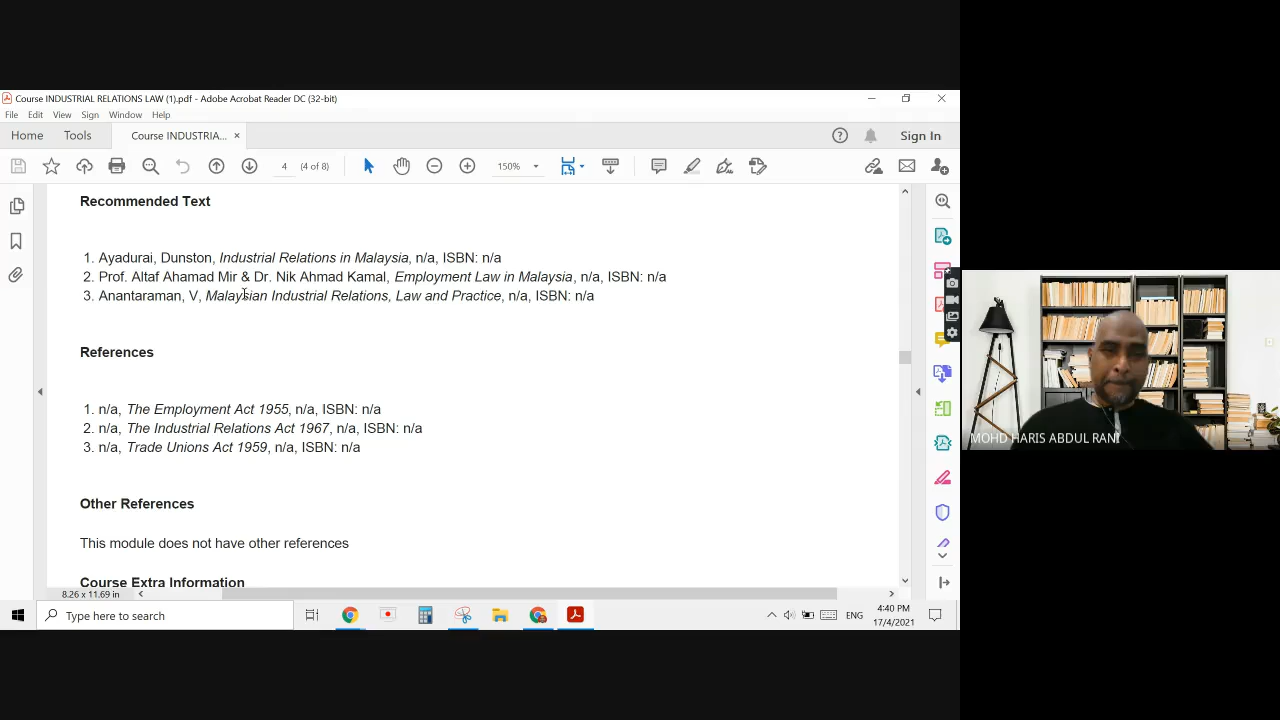 Course INDUSTRIAL RELATIONS LAW (1).pdf - Adobe Acrobat Reader DC (32-bit)
File Edit View Sign Window Help
Home Tools Course INDUSTRIA... × Sign In
4 (4 of 8) 150%
Recommended Text
1. Ayadurai, Dunston, Industrial Relations in Malaysia, n/a, ISBN: n/a
2. Prof. Altaf Ahamad Mir & Dr. Nik Ahmad Kamal, Employment Law in Malaysia, n/a, ISBN: n/a
3. Anantaraman, V, Malaysian Industrial Relations, Law and Practice, n/a, ISBN: n/a
References
1. n/a, The Employment Act 1955, n/a, ISBN: n/a
2. n/a, The Industrial Relations Act 1967, n/a, ISBN: n/a
3. n/a, Trade Unions Act 1959, n/a, ISBN: n/a
Other References
This module does not have other references
Course Extra Information
8.26 x 11.69 in
Type here to search
ENG
4:40 PM
17/4/2021
MOHD HARIS ABDUL RANI